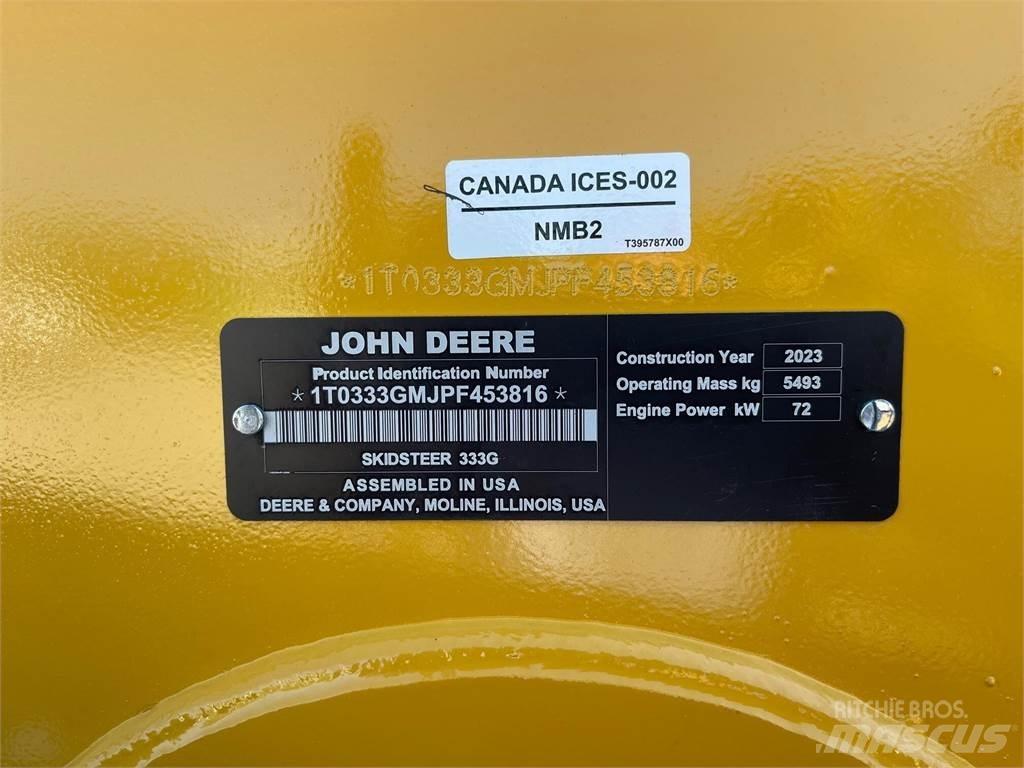 CANADA ICES-002
NMB2
T395787X00
*1T0333GMJPF453816*
JOHN DEERE
Product Identification Number
*1T0333GMJPF453816*
SKIDSTEER 333G
ASSEMBLED IN USA
DEERE & COMPANY, MOLINE, ILLINOIS, USA
Construction Year 2023
Operating Mass kg 5493
Engine Power kW 72
RITCHIE BROS.
MASCUS